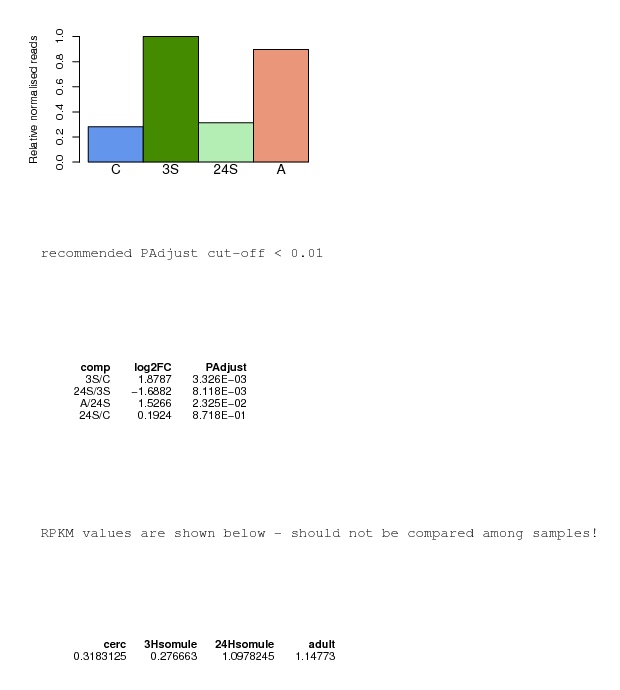 Relative normalised reads
1.0
0.8
0.6
0.4
0.2
0.0
C 3S 24S A
recommended PAdjust cut-off < 0.01
comp log2FC PAdjust
3S/C 1.8787 3.326E-03
24S/3S -1.6882 8.118E-03
A/24S 1.5266 2.325E-02
24S/C 0.1924 8.718E-01
RPKM values are shown below - should not be compared among samples!
cerc 3Hsomule 24Hsomule adult
0.3183125 0.276663 1.0978245 1.14773